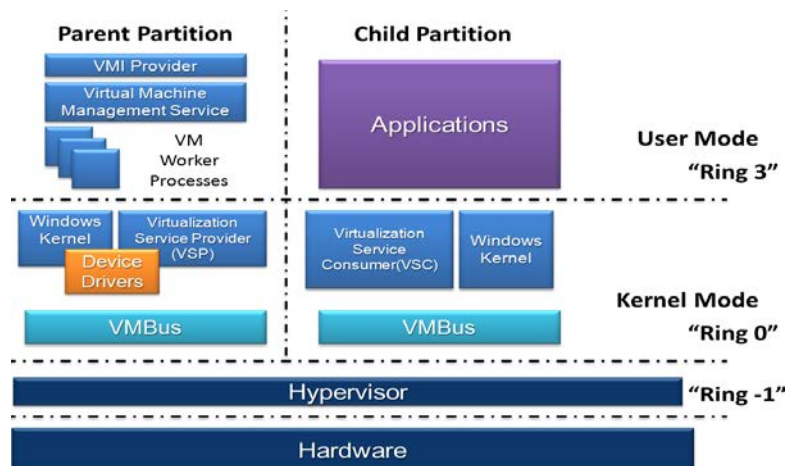 Parent Partition
Child Partition
VMI Provider
Virtual Machine
Management Service
VM
Worker
Processes
Applications
User Mode
“Ring 3”
Windows
Kernel
Virtualization
Service Provider
(VSP)
Device
Drivers
VMBus
Virtualization
Service
Consumer(VSC)
Windows
Kernel
VMBus
Kernel Mode
“Ring 0”
Hypervisor
“Ring -1”
Hardware